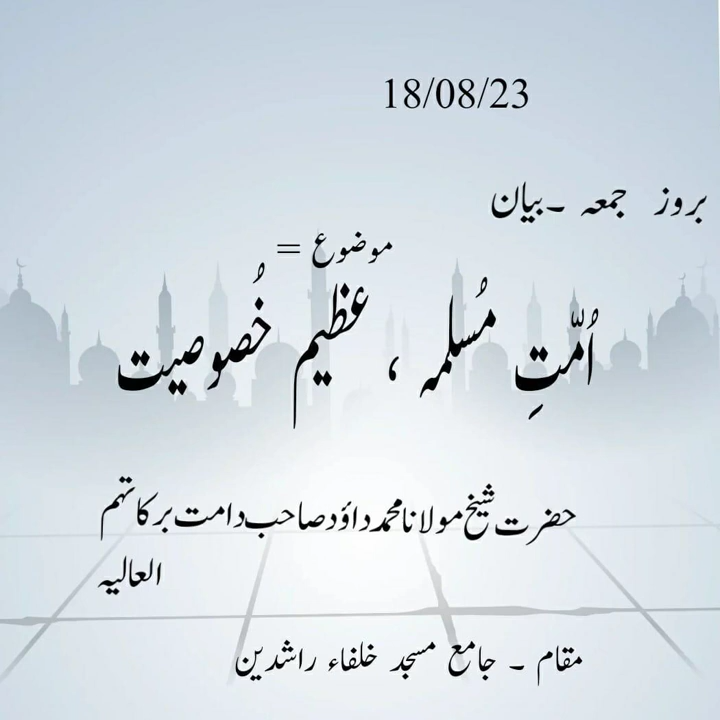 18/08/23
بروز جمعہ ۔بیان
موضوع =
اُمّتِ مُسلمہ ، عظیم خُصوصیت
حضرت شیخ مولانا محمد داؤد صاحب دامت برکاتہم
العالیہ
مقام ۔ جامع مسجد خلفاء راشدین